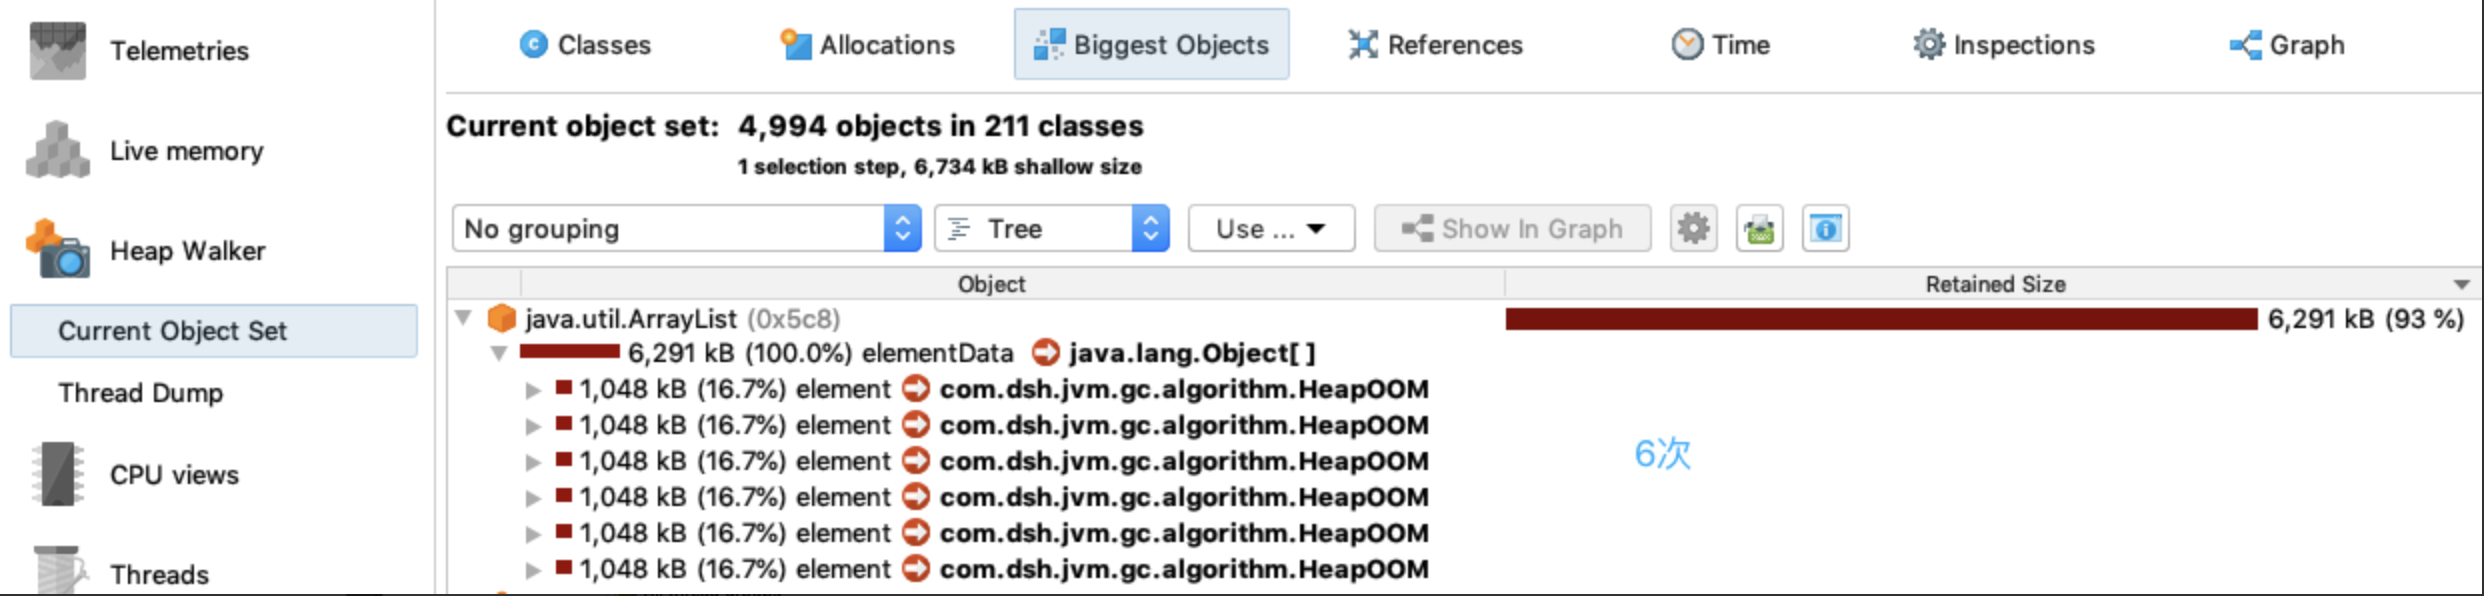 Telemetries
Live memory
Heap Walker
Current Object Set
Thread Dump
CPU views
Threads
Classes Allocations Biggest Objects References Time Inspections Graph
Current object set: 4,994 objects in 211 classes
1 selection step, 6,734 kB shallow size
No grouping Tree Use ... Show In Graph
Object Retained Size
java.util.ArrayList (0x5c8) 6,291 kB (93 %)
6,291 kB (100.0%) elementData java.lang.Object[ ]
1,048 kB (16.7%) element com.dsh.jvm.gc.algorithm.HeapOOM
1,048 kB (16.7%) element com.dsh.jvm.gc.algorithm.HeapOOM
1,048 kB (16.7%) element com.dsh.jvm.gc.algorithm.HeapOOM
6次
1,048 kB (16.7%) element com.dsh.jvm.gc.algorithm.HeapOOM
1,048 kB (16.7%) element com.dsh.jvm.gc.algorithm.HeapOOM
1,048 kB (16.7%) element com.dsh.jvm.gc.algorithm.HeapOOM